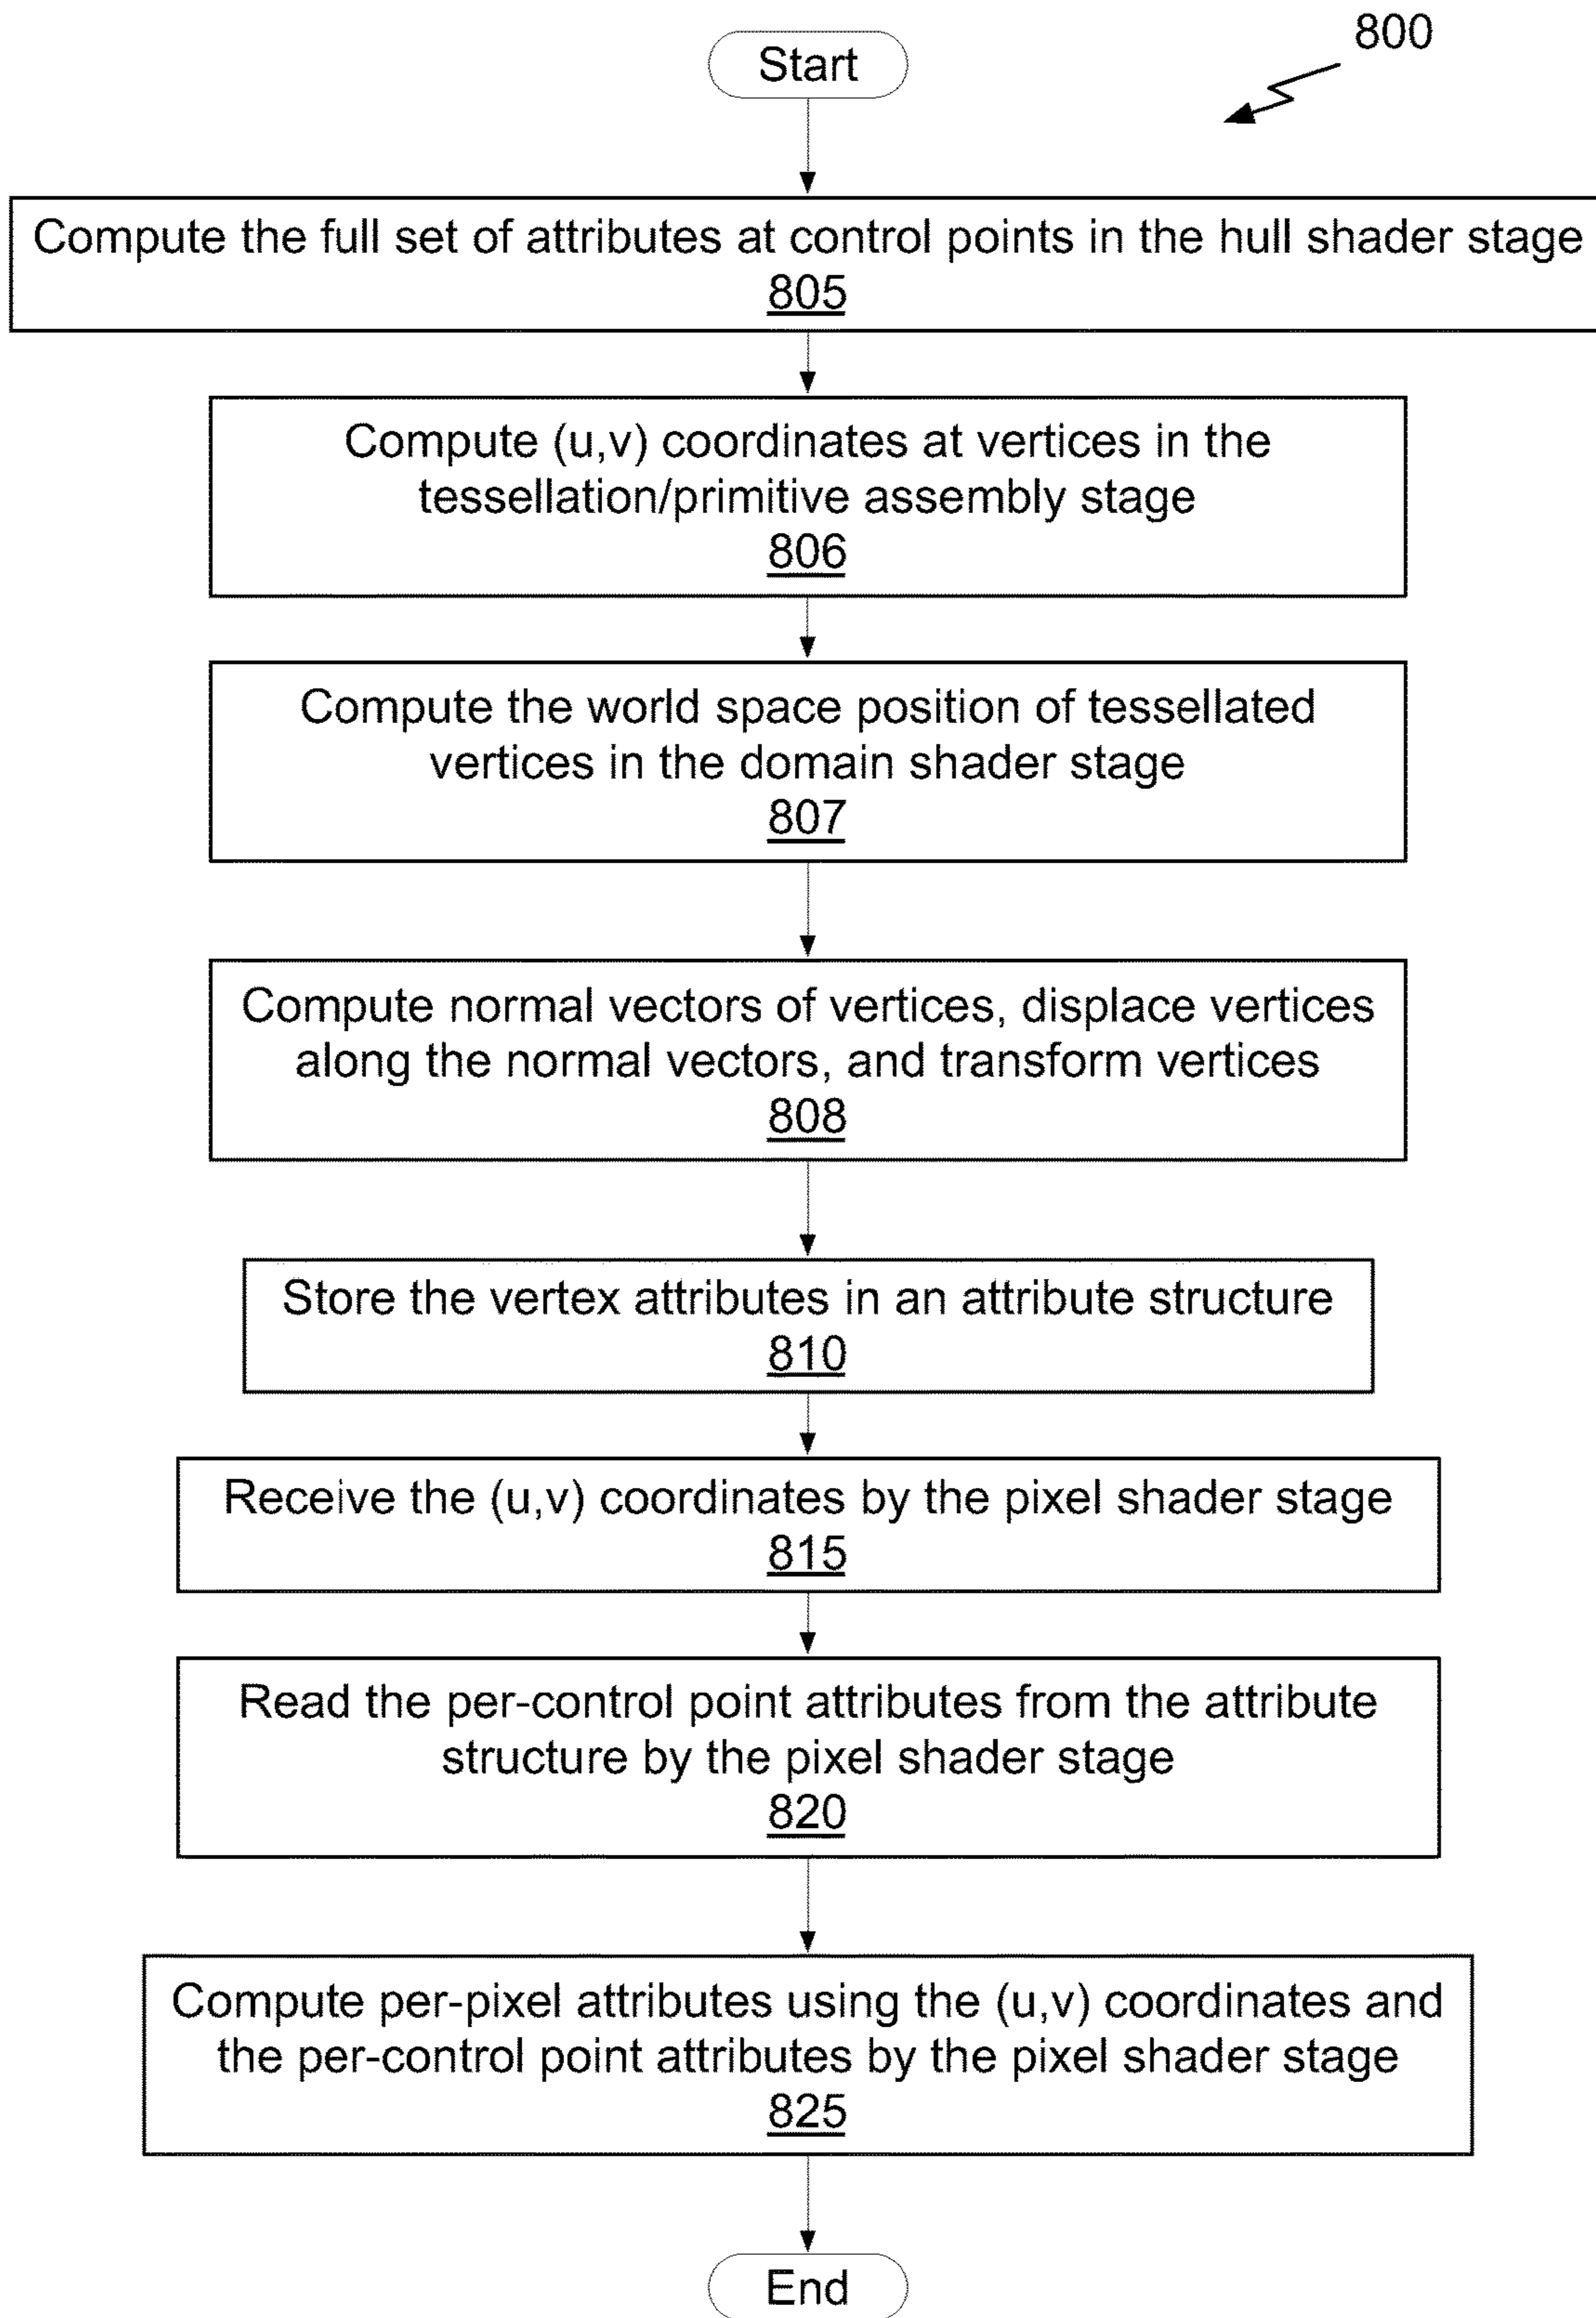 800
Start
Compute the full set of attributes at control points in the hull shader stage
805
Compute (u,v) coordinates at vertices in the
tessellation/primitive assembly stage
806
Compute the world space position of tessellated
vertices in the domain shader stage
807
Compute normal vectors of vertices, displace vertices
along the normal vectors, and transform vertices
808
Store the vertex attributes in an attribute structure
810
Receive the (u,v) coordinates by the pixel shader stage
815
Read the per-control point attributes from the attribute
structure by the pixel shader stage
820
Compute per-pixel attributes using the (u,v) coordinates and
the per-control point attributes by the pixel shader stage
825
End